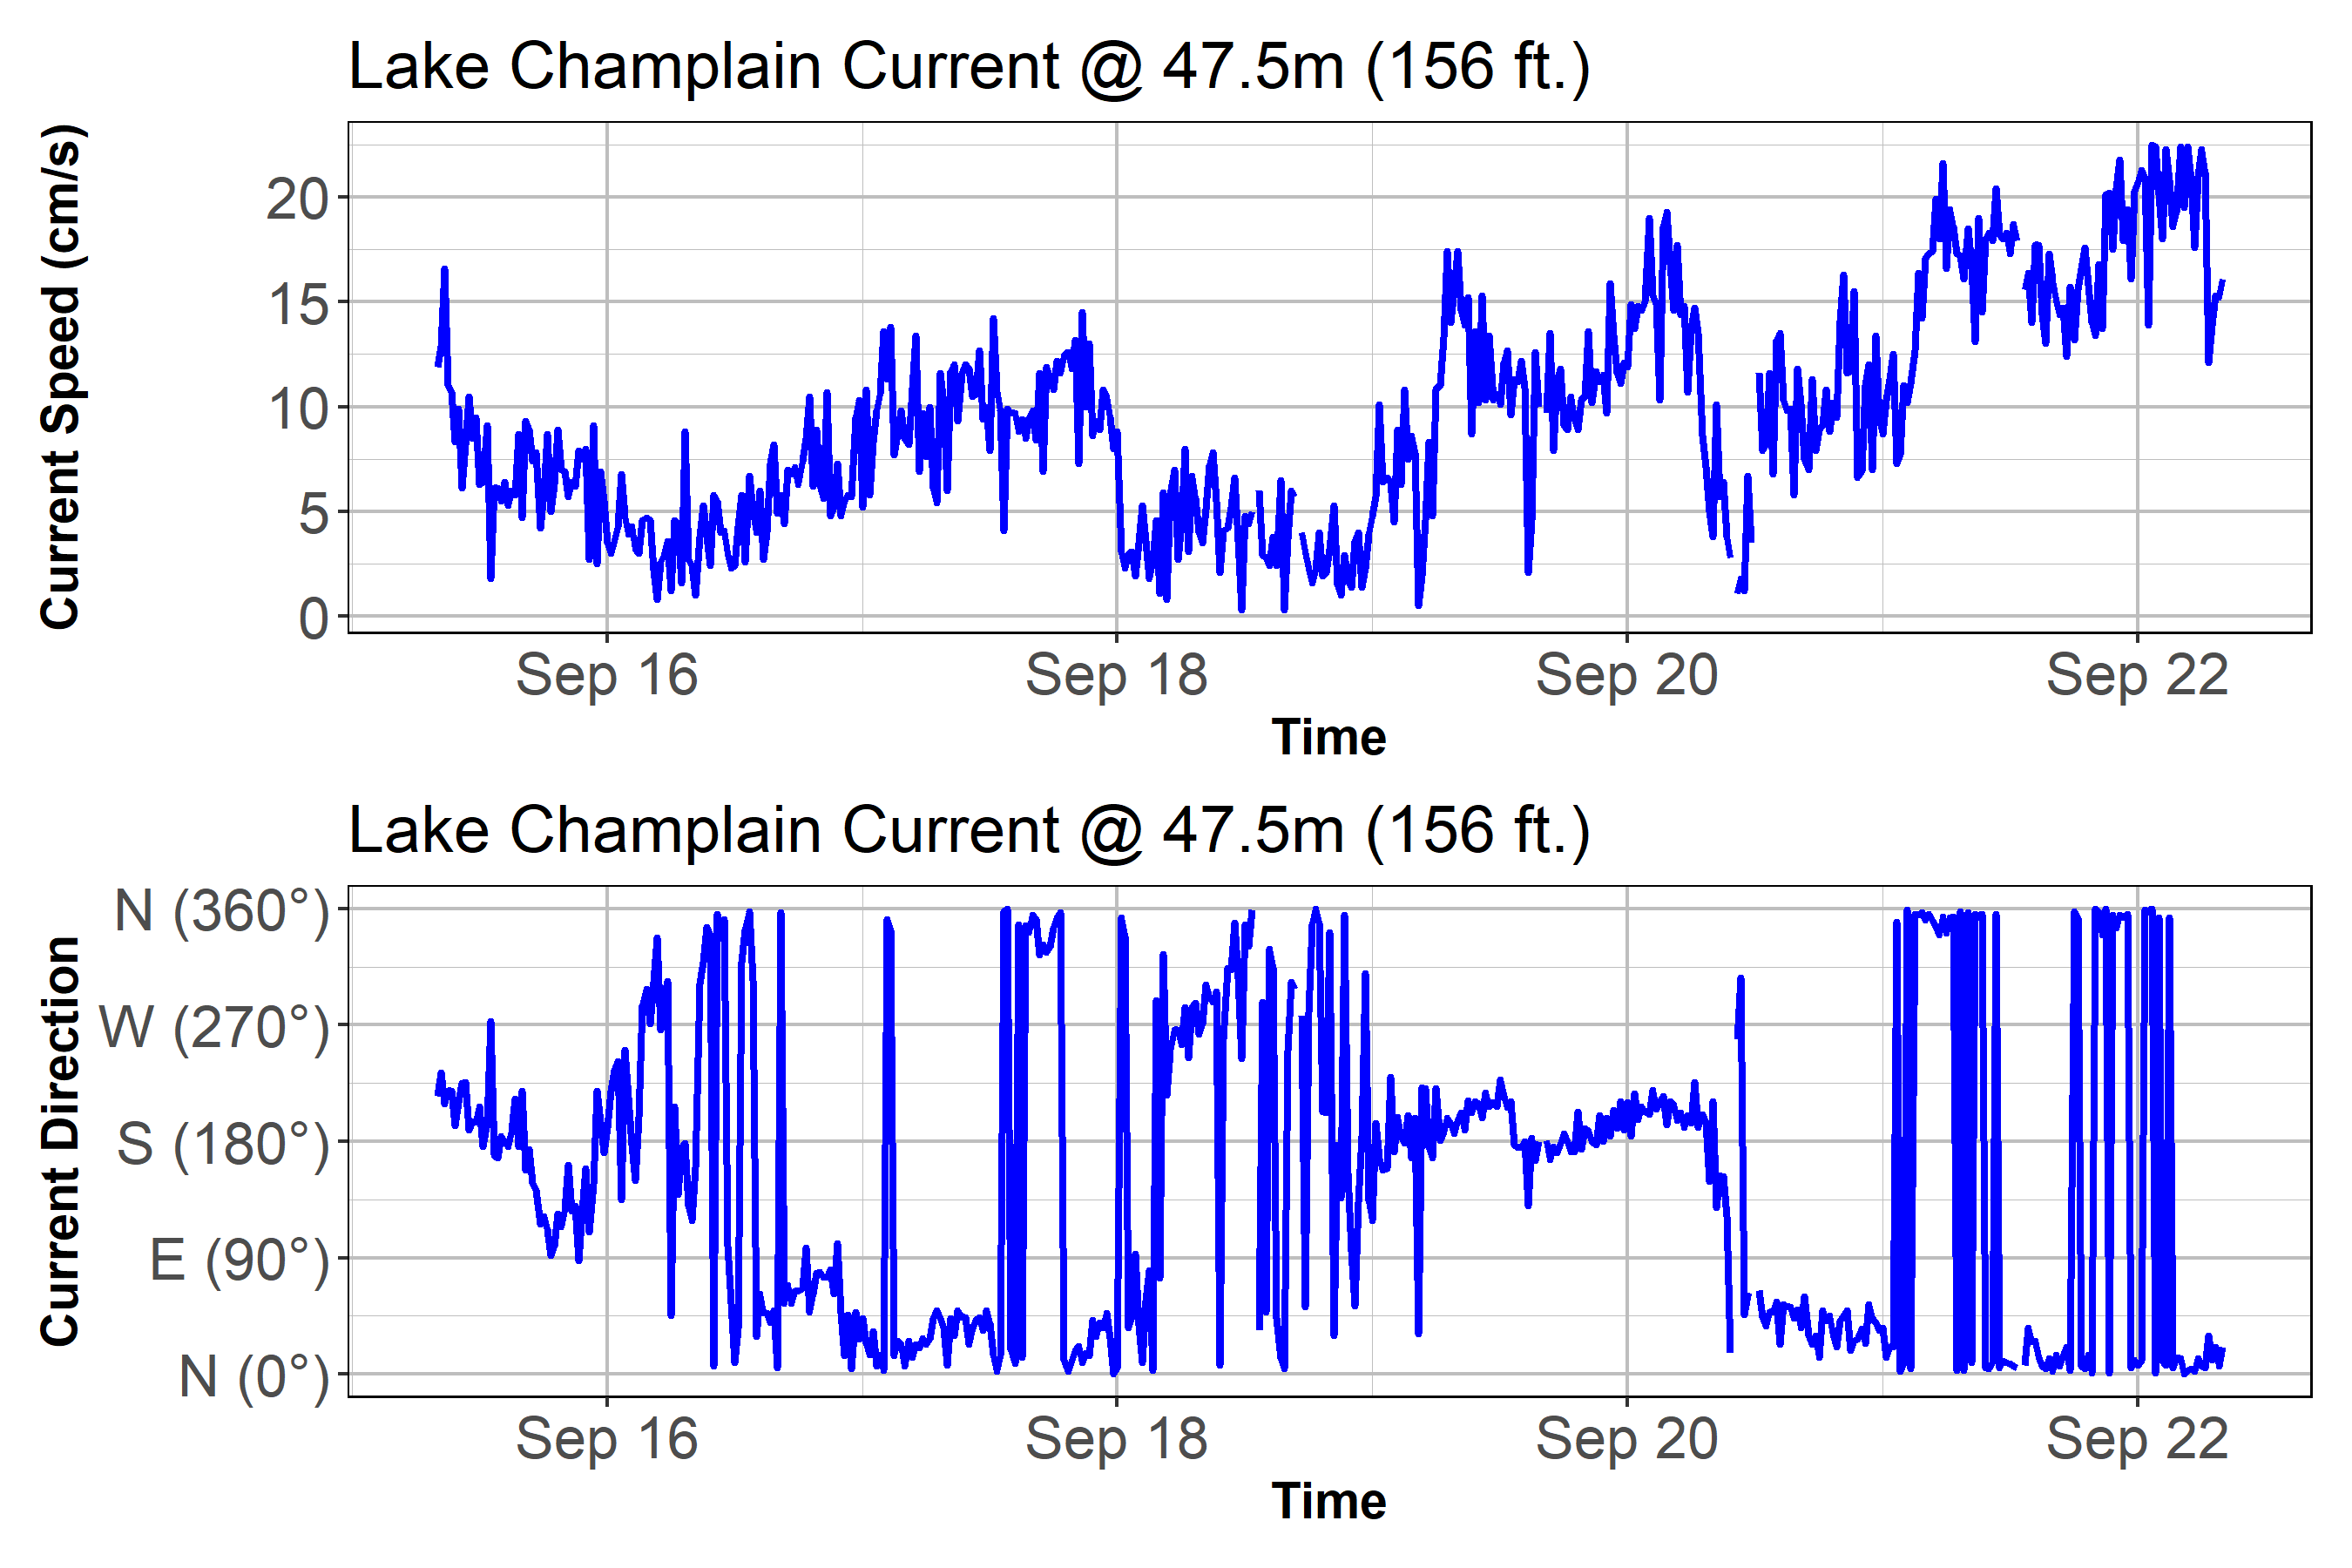 Lake Champlain Current @ 47.5m (156 ft.)
Current Speed (cm/s)
20
15
10
5
0
Sep 16 Sep 18 Sep 20 Sep 22
Time
Lake Champlain Current @ 47.5m (156 ft.)
Current Direction
N (360°)
W (270°)
S (180°)
E (90°)
N (0°)
Sep 16 Sep 18 Sep 20 Sep 22
Time